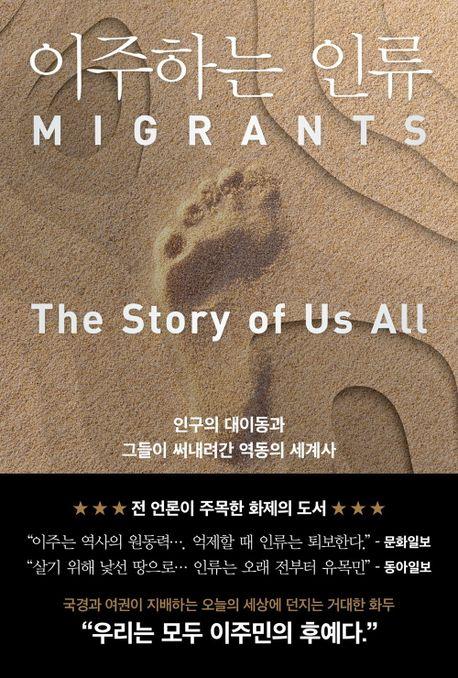 이주하는 인류
MIGRANTS
The Story of Us All
인구의 대이동과
그들이 써내려간 역동의 세계사
★★★ 전 언론이 주목한 화제의 도서 ★★★
“이주는 역사의 원동력…. 억제할 때 인류는 퇴보한다.” - 문화일보
“살기 위해 낯선 땅으로… 인류는 오래 전부터 유목민” - 동아일보
국경과 여권이 지배하는 오늘의 세상에 던지는 거대한 화두
“우리는 모두 이주민의 후예다.”